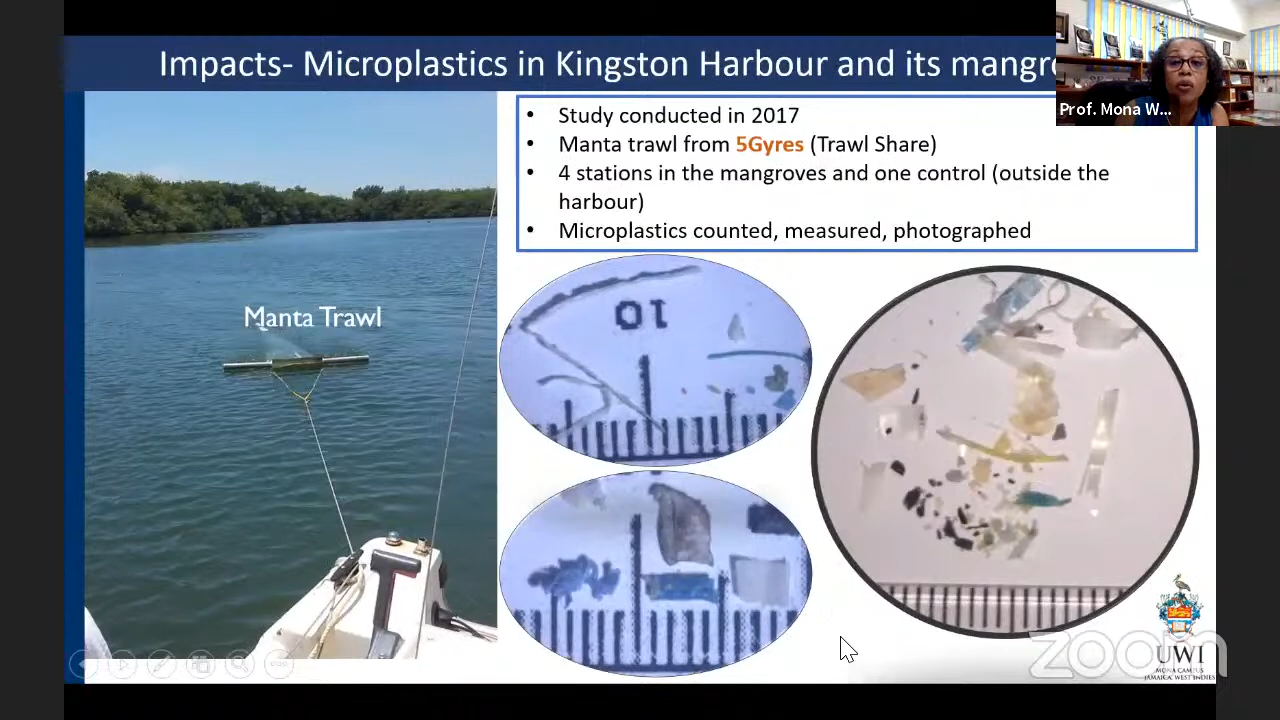 Impacts- Microplastics in Kingston Harbour and its mangro
Prof. Mona W...
• Study conducted in 2017
• Manta trawl from 5Gyres (Trawl Share)
• 4 stations in the mangroves and one control (outside the
harbour)
• Microplastics counted, measured, photographed
Manta Trawl
10
zoom
UWI
MONA CAMPUS
JAMAICA, WEST INDIES